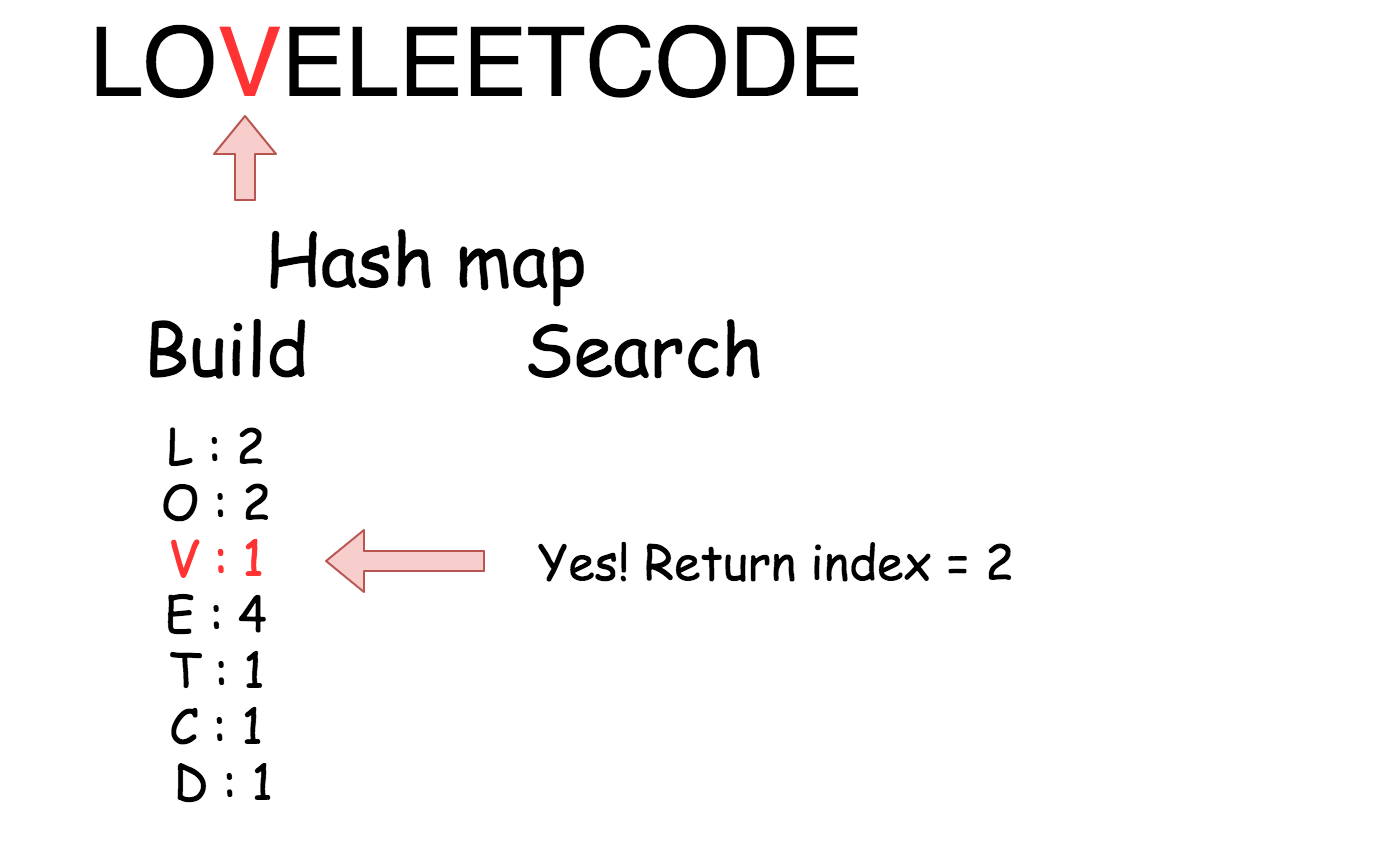 LOVELEETCODE
Hash map
Build Search
L : 2
O : 2
V : 1 Yes! Return index = 2
E : 4
T : 1
C : 1
D : 1